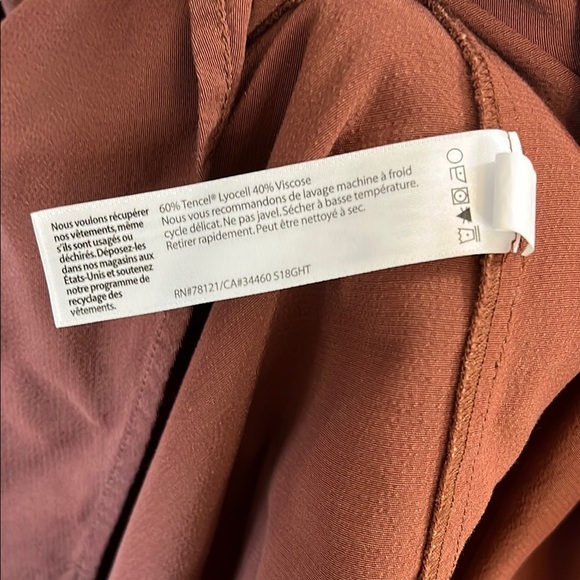 Nous voulons récupérer
nos vêtements, même
s'ils sont usagés ou
déchirés. Déposez-les
dans nos magasins aux
États-Unis et soutenez
notre programme de
recyclage des
vêtements.
60% Tencel® Lyocell 40% Viscose
Nous vous recommandons de lavage machine à froid
cycle délicat. Ne pas javel. Sécher à basse température.
Retirer rapidement. Peut être nettoyé à sec.
RN#78121/CA#34460 S18GHT